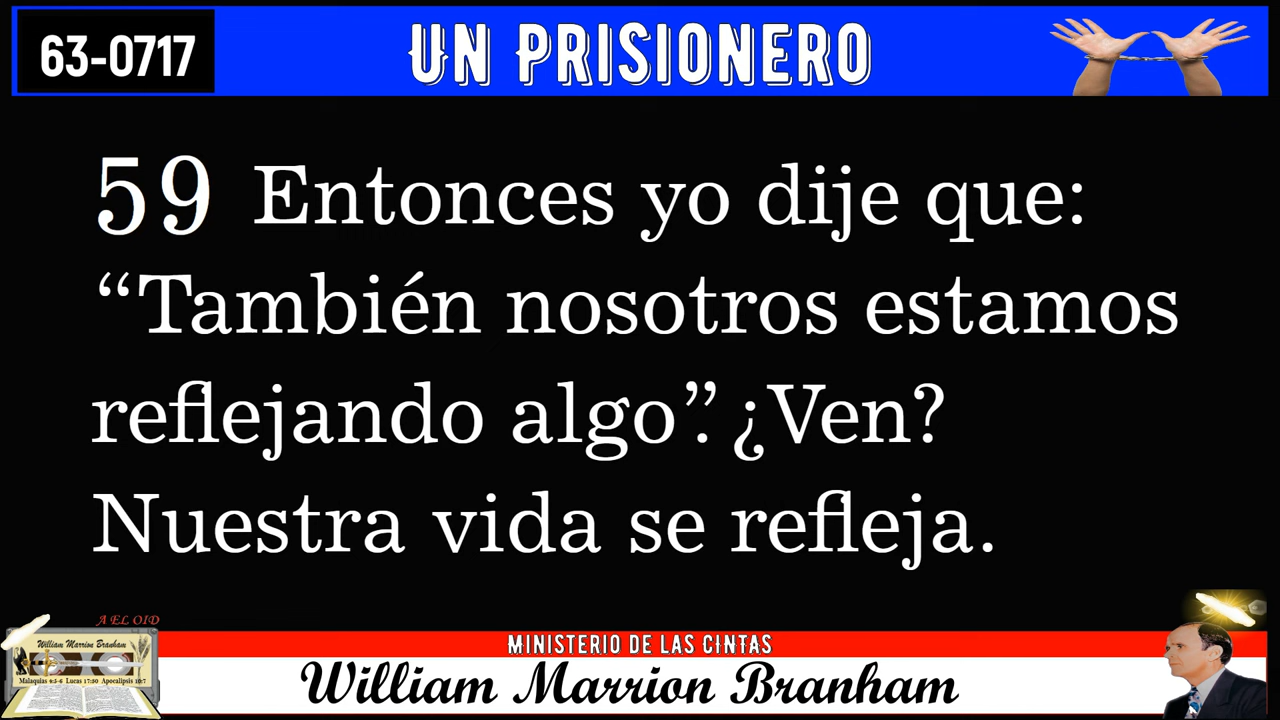 63-0717
UN PRISIONERO
59 Entonces yo dije que:
“También nosotros estamos
reflejando algo”. ¿Ven?
Nuestra vida se refleja.
A EL OID
William Marrion Branham
Malaquias 4:5-6 Lucas 17:30 Apocalipsis 10:7
MINISTERIO DE LAS CINTAS
William Marrion Branham